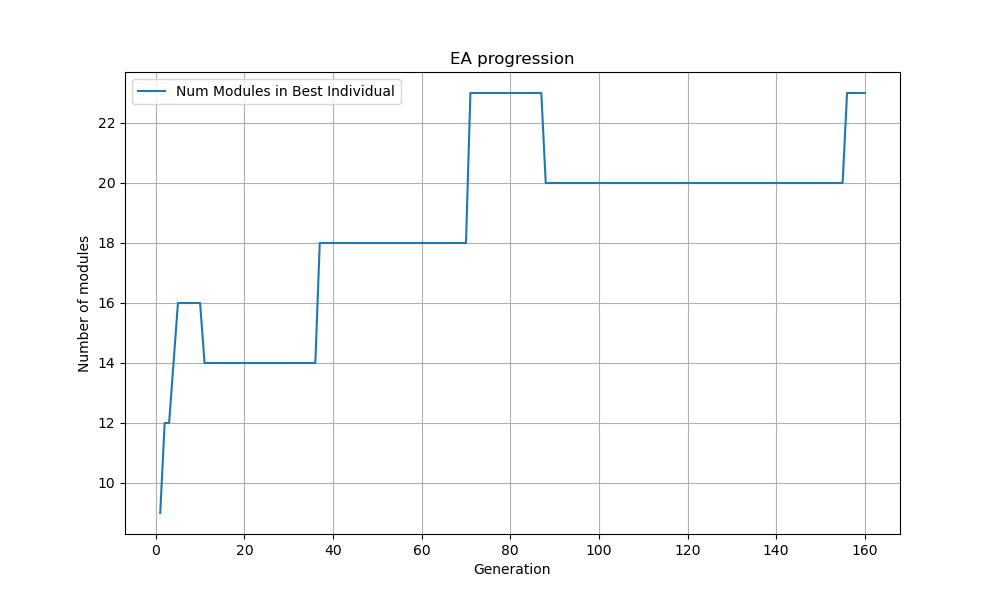 EA progression
Num Modules in Best Individual
22
20
18
16
14
12
10
Number of modules
0 20 40 60 80 100 120 140 160
Generation